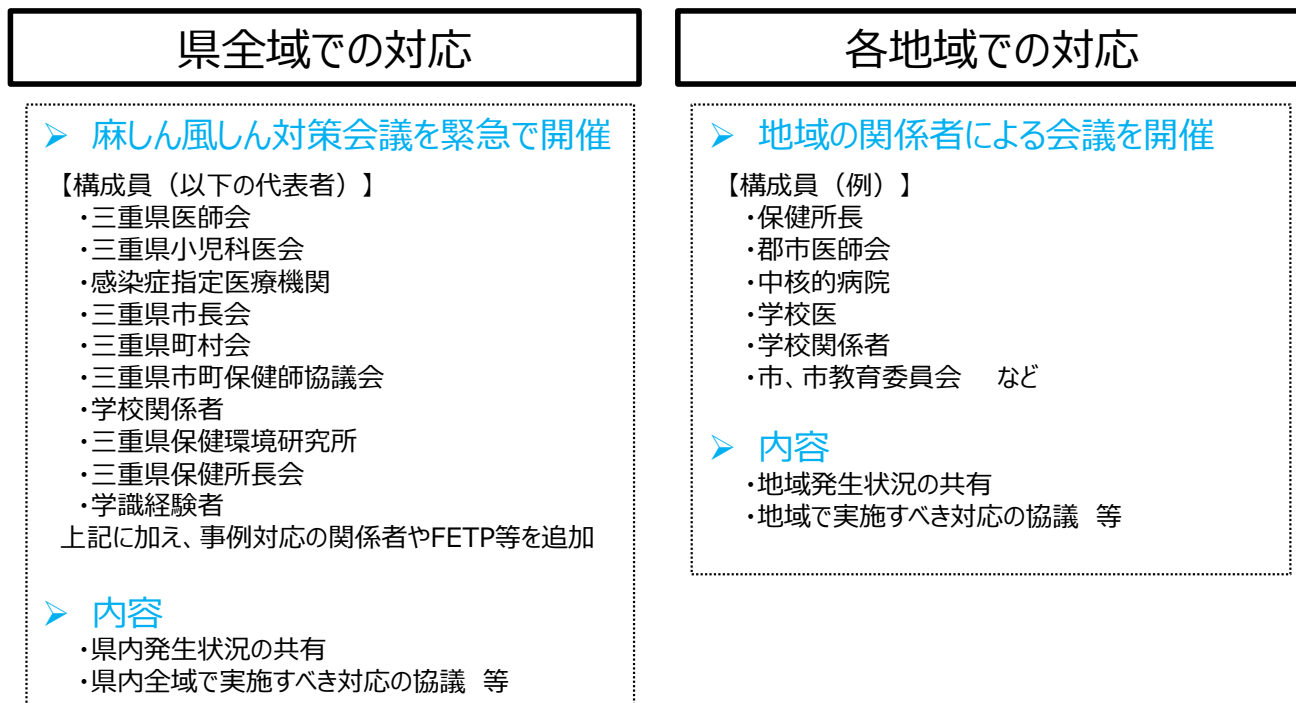 県全域での対応
➢ 麻しん風しん対策会議を緊急で開催
【構成員（以下の代表者）】
・三重県医師会
・三重県小児科医会
・感染症指定医療機関
・三重県市長会
・三重県町村会
・三重県市町保健師協議会
・学校関係者
・三重県保健環境研究所
・三重県保健所長会
・学識経験者
上記に加え、事例対応の関係者やFETP等を追加
➢ 内容
・県内発生状況の共有
・県内全域で実施すべき対応の協議 等
各地域での対応
➢ 地域の関係者による会議を開催
【構成員（例）】
・保健所長
・郡市医師会
・中核的病院
・学校医
・学校関係者
・市、市教育委員会 など
➢ 内容
・地域発生状況の共有
・地域で実施すべき対応の協議 等